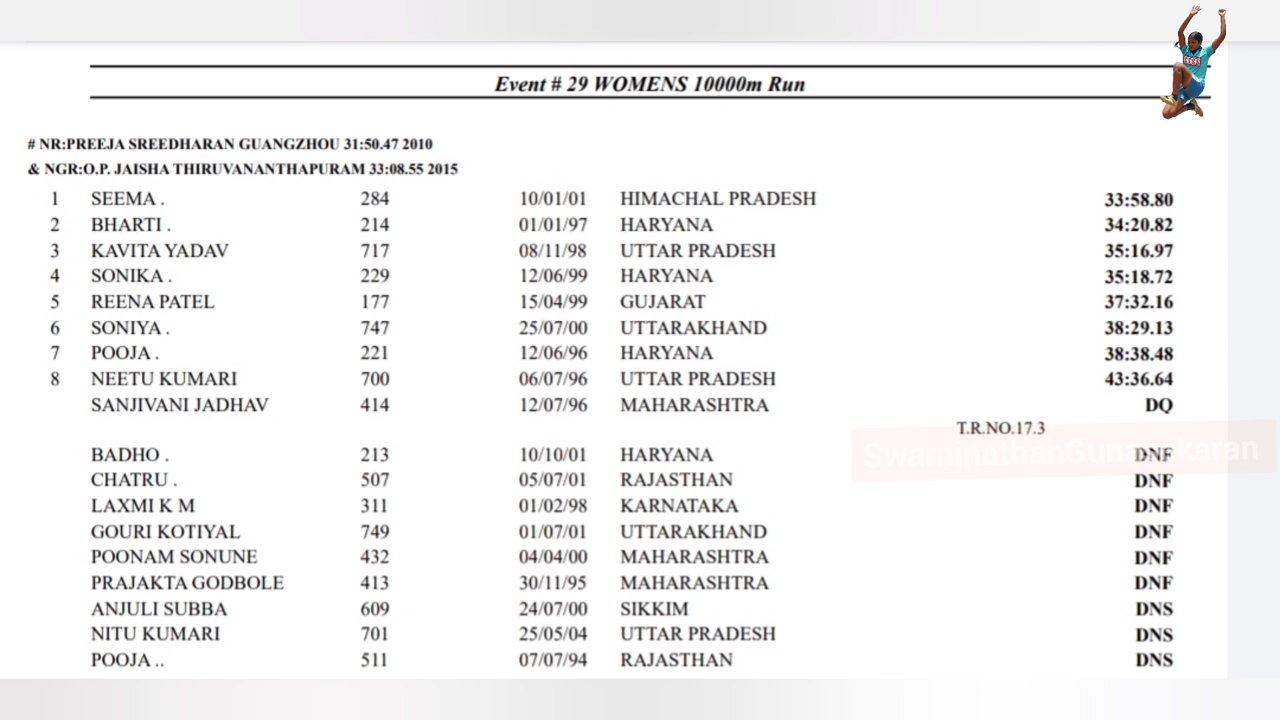 Event # 29 WOMENS 10000m Run
# NR:PREEJA SREEDHARAN GUANGZHOU 31:50.47 2010
& NGR:O.P. JAISHA THIRUVANANTHAPURAM 33:08.55 2015
1 SEEMA . 284 10/01/01 HIMACHAL PRADESH 33:58.80
2 BHARTI . 214 01/01/97 HARYANA 34:20.82
3 KAVITA YADAV 717 08/11/98 UTTAR PRADESH 35:16.97
4 SONIKA . 229 12/06/99 HARYANA 35:18.72
5 REENA PATEL 177 15/04/99 GUJARAT 37:32.16
6 SONIYA . 747 25/07/00 UTTARAKHAND 38:29.13
7 POOJA . 221 12/06/96 HARYANA 38:38.48
8 NEETU KUMARI 700 06/07/96 UTTAR PRADESH 43:36.64
SANJIVANI JADHAV 414 12/07/96 MAHARASHTRA DQ
T.R.NO.17.3
BADHO . 213 10/10/01 HARYANA DNF
CHATRU . 507 05/07/01 RAJASTHAN DNF
LAXMI K M 311 01/02/98 KARNATAKA DNF
GOURI KOTIYAL 749 01/07/01 UTTARAKHAND DNF
POONAM SONUNE 432 04/04/00 MAHARASHTRA DNF
PRAJAKTA GODBOLE 413 30/11/95 MAHARASHTRA DNF
ANJULI SUBBA 609 24/07/00 SIKKIM DNS
NITU KUMARI 701 25/05/04 UTTAR PRADESH DNS
POOJA .. 511 07/07/94 RAJASTHAN DNS